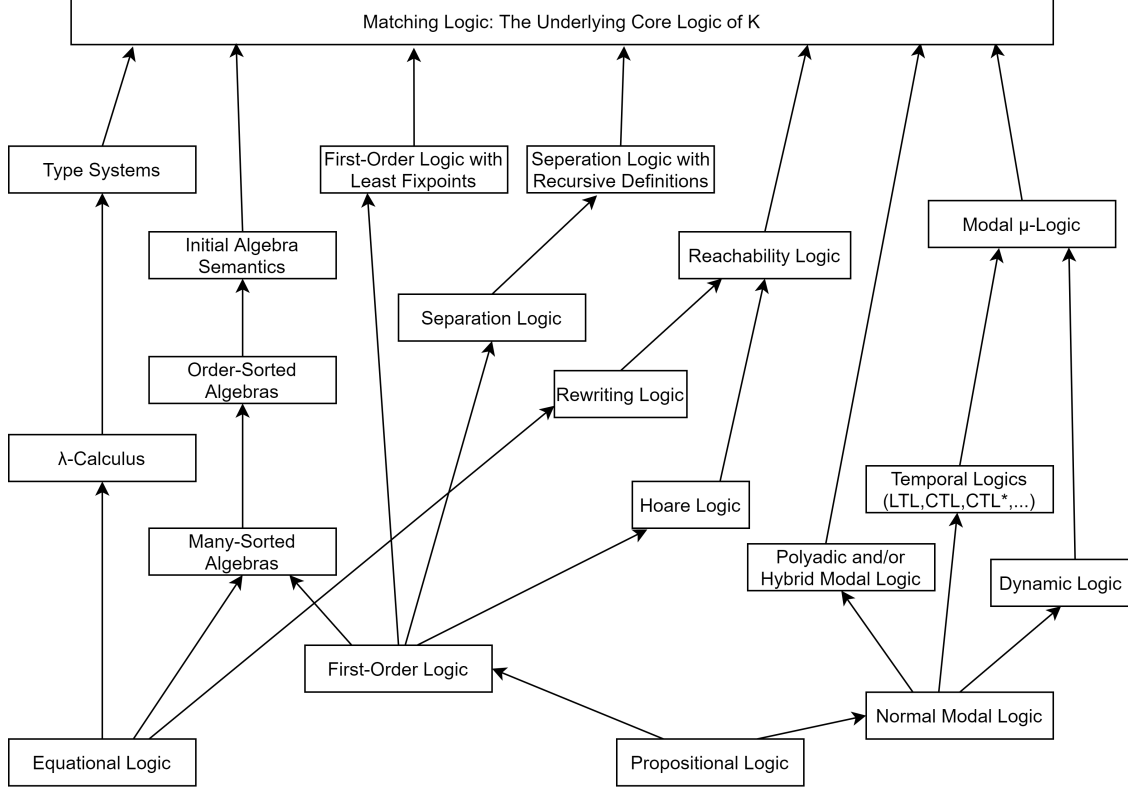 Matching Logic: The Underlying Core Logic of K
Type Systems
First-Order Logic with
Least Fixpoints
Seperation Logic with
Recursive Definitions
Modal μ-Logic
Initial Algebra
Semantics
Reachability Logic
Separation Logic
Order-Sorted
Algebras
Rewriting Logic
λ-Calculus
Temporal Logics
(LTL,CTL,CTL*,...)
Hoare Logic
Many-Sorted
Algebras
Polyadic and/or
Hybrid Modal Logic
Dynamic Logic
First-Order Logic
Normal Modal Logic
Equational Logic
Propositional Logic